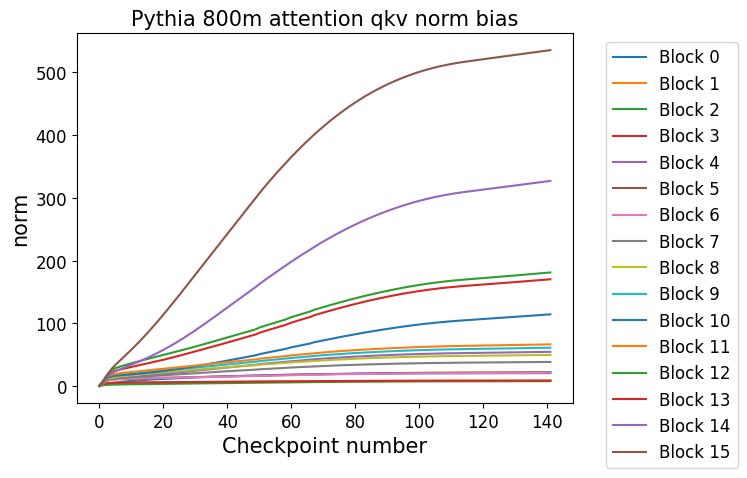 Pythia 800m attention qkv norm bias
500
400
300
200
100
0
norm
0 20 40 60 80 100 120 140
Checkpoint number
Block 0
Block 1
Block 2
Block 3
Block 4
Block 5
Block 6
Block 7
Block 8
Block 9
Block 10
Block 11
Block 12
Block 13
Block 14
Block 15